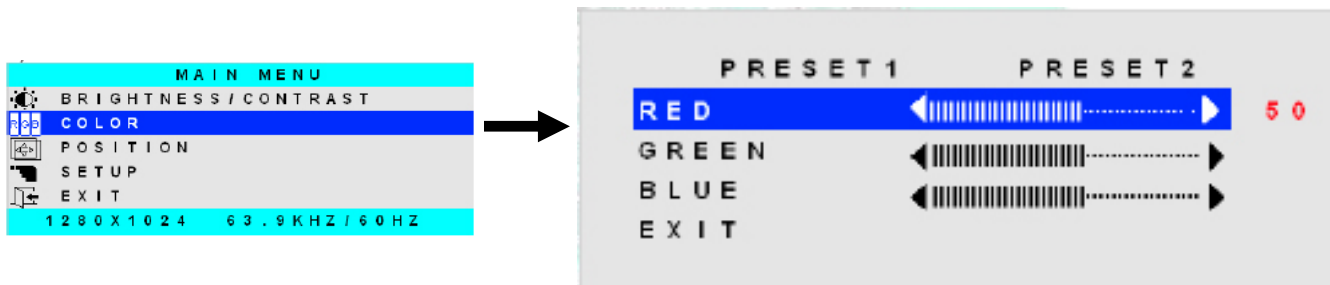 MAIN MENU
BRIGHTNESS/CONTRAST
RGB COLOR
POSITION
SETUP
EXIT
1280X1024 63.9KHZ/60HZ
PRESET1 PRESET2
RED 50
GREEN
BLUE
EXIT